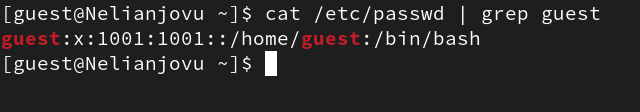 [guest@Nelianjovu ~]$ cat /etc/passwd | grep guest
guest:x:1001:1001::/home/guest:/bin/bash
[guest@Nelianjovu ~]$